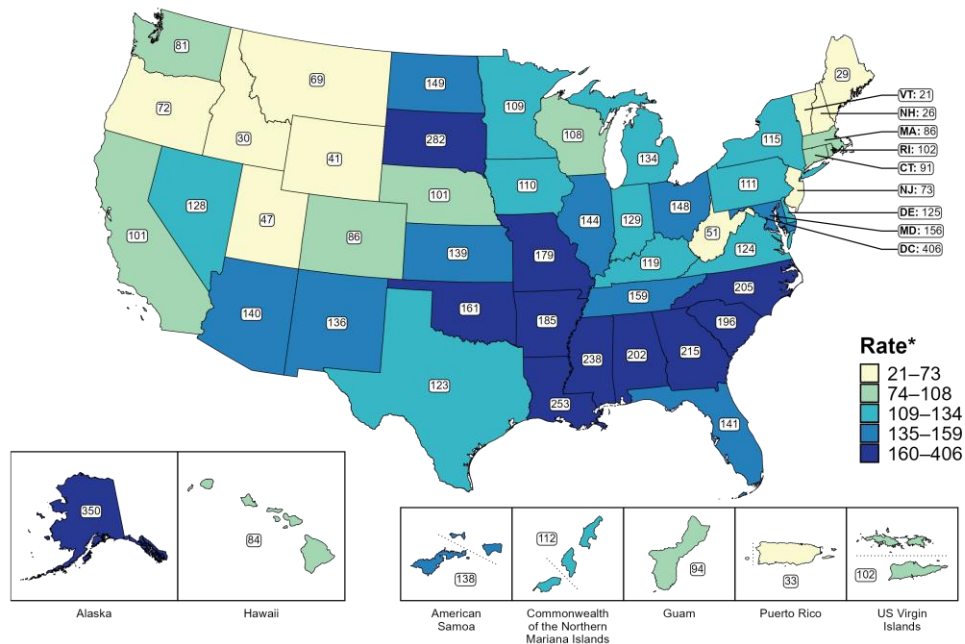 81
69
149
29
72
109
VT: 21
NH: 26
30
108
115
MA: 86
282
134
RI: 102
41
CT: 91
110
111
NJ: 73
101
128
47
144
129
148
DE: 125
86
51
MD: 156
101
139
179
124
DC: 406
119
159
205
140
136
161
185
196
238
202
215
123
253
141
Rate*
21–73
74–108
109–134
135–159
160–406
350
84
138
112
94
33
102
Alaska
Hawaii
American
Samoa
Commonwealth
of the Northern
Mariana Islands
Guam
Puerto Rico
US Virgin
Islands